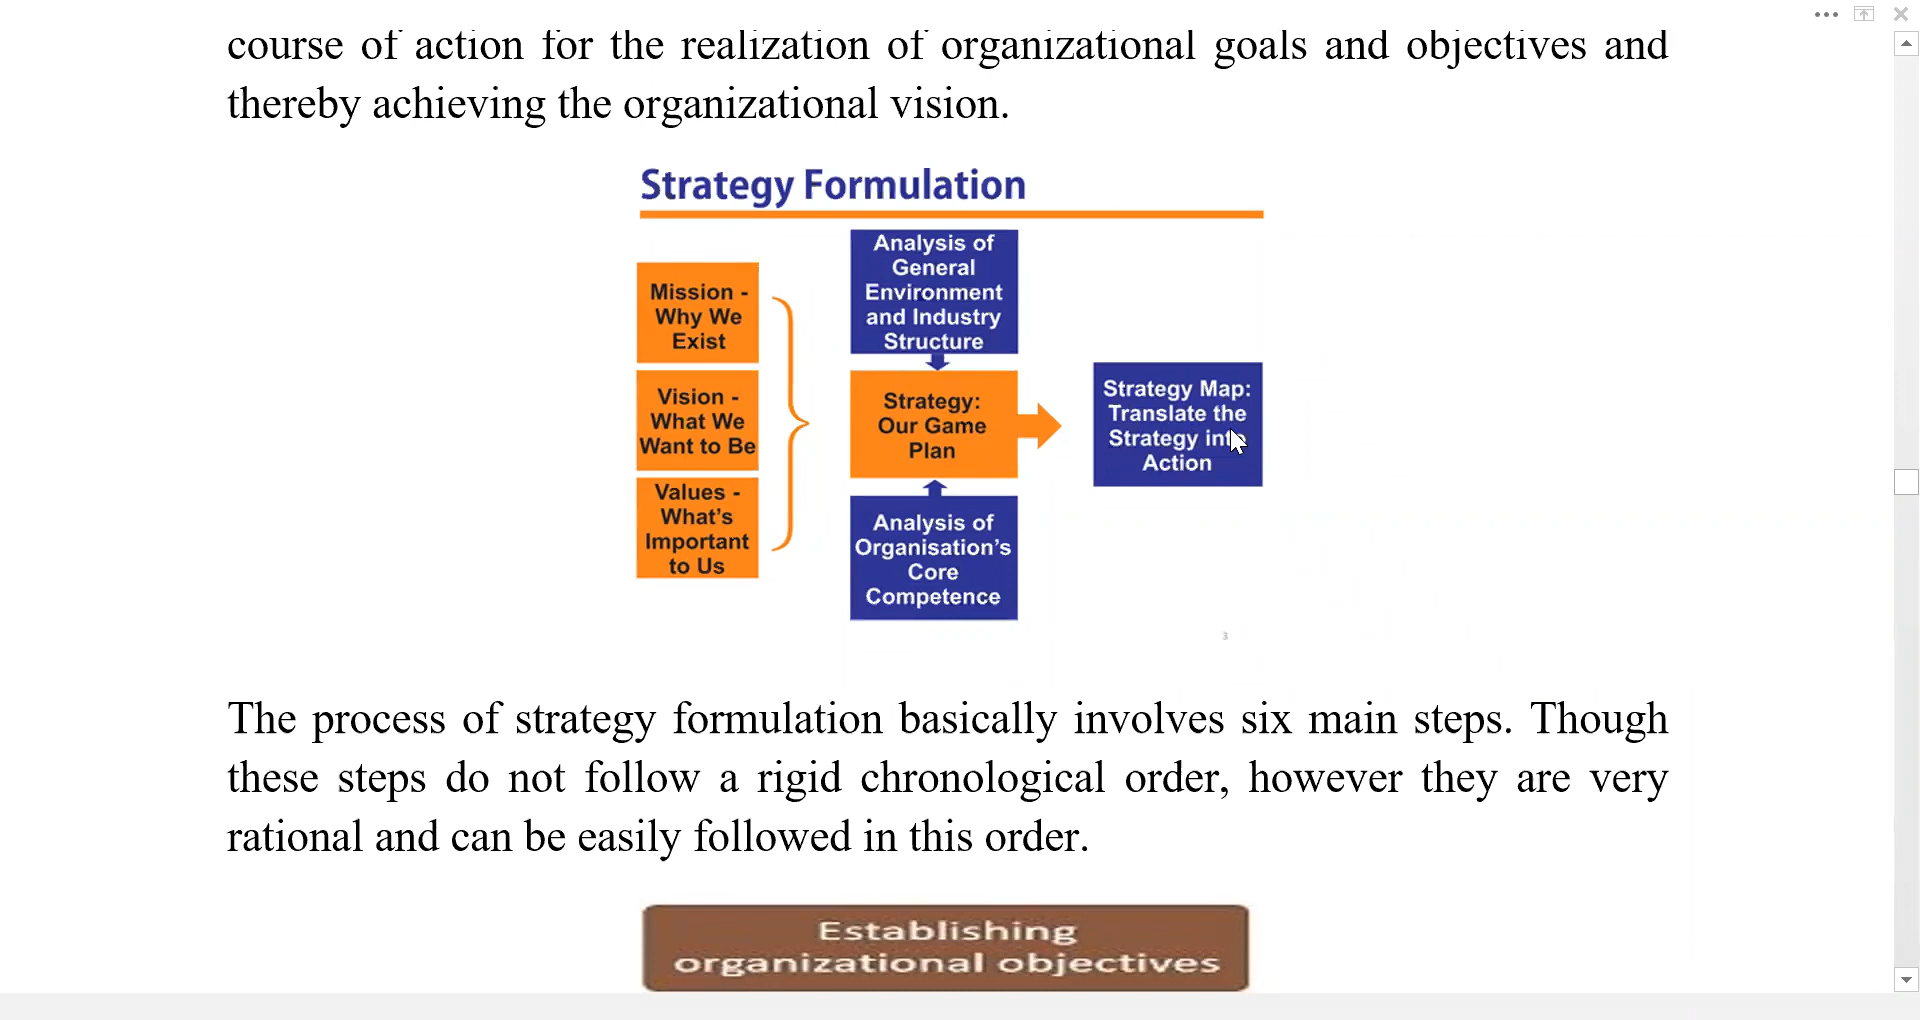 course of action for the realization of organizational goals and objectives and
thereby achieving the organizational vision.
Strategy Formulation
Mission -
Why We
Exist
Vision -
What We
Want to Be
Values -
What’s
Important
to Us
Analysis of
General
Environment
and Industry
Structure
Strategy:
Our Game
Plan
Analysis of
Organisation’s
Core
Competence
Strategy Map:
Translate the
Strategy into
Action
3
The process of strategy formulation basically involves six main steps. Though
these steps do not follow a rigid chronological order, however they are very
rational and can be easily followed in this order.
Establishing
organizational objectives